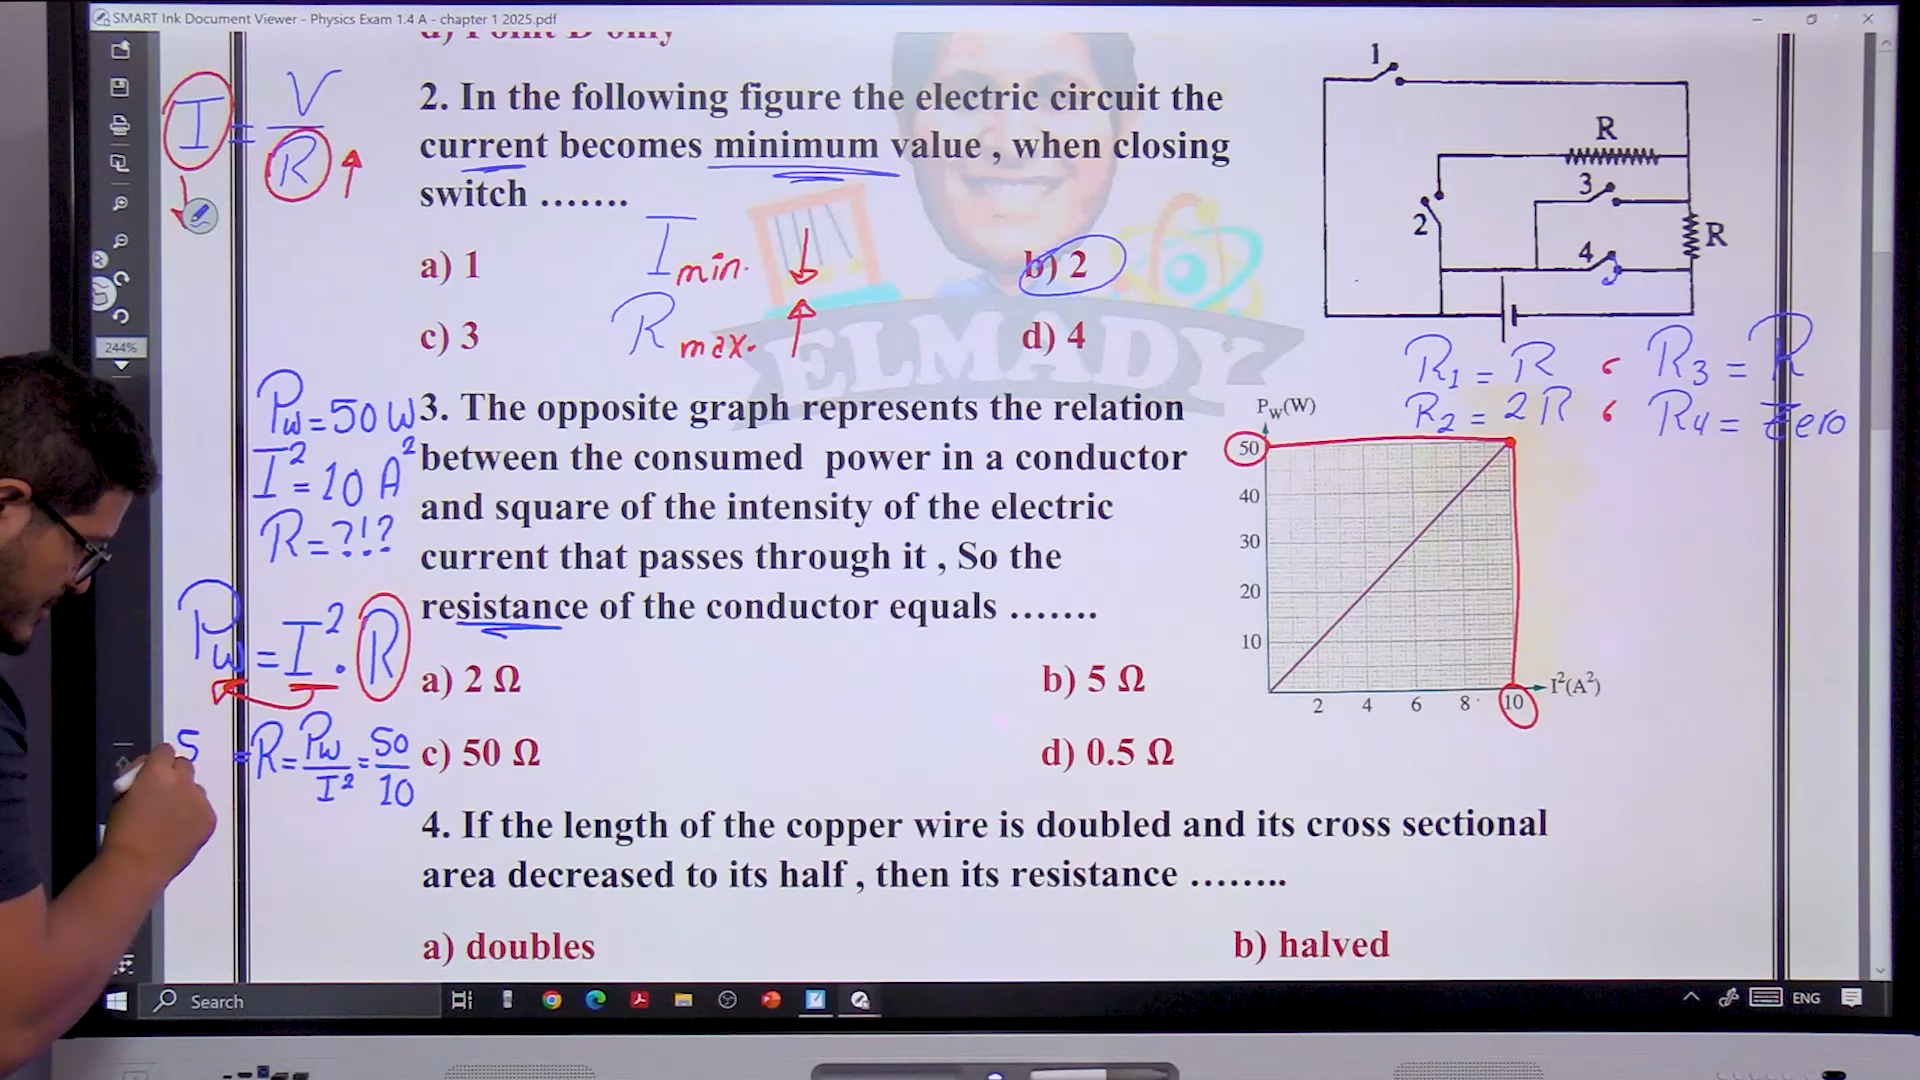 SMART Ink Document Viewer - Physics Exam 1.4 A - chapter 1 2025.pdf
d) Point D only
2. In the following figure the electric circuit the
current becomes minimum value , when closing
switch …….
a) 1
b) 2
c) 3
d) 4
I = V / R
I min.
R max.
1
R
3
2
4
R
R1 = R ، R3 = R
R2 = 2R ، R4 = Zero
244%
3. The opposite graph represents the relation
between the consumed power in a conductor
and square of the intensity of the electric
current that passes through it , So the
resistance of the conductor equals …….
a) 2 Ω
b) 5 Ω
c) 50 Ω
d) 0.5 Ω
Pw = 50 W
I² = 10 A²
R = ?!?
Pw = I² . R
5 = R = Pw / I² = 50 / 10
Pw(W)
50
40
30
20
10
2 4 6 8 10
I²(A²)
ELMADY
4. If the length of the copper wire is doubled and its cross sectional
area decreased to its half , then its resistance ……..
a) doubles
b) halved
Search
ENG